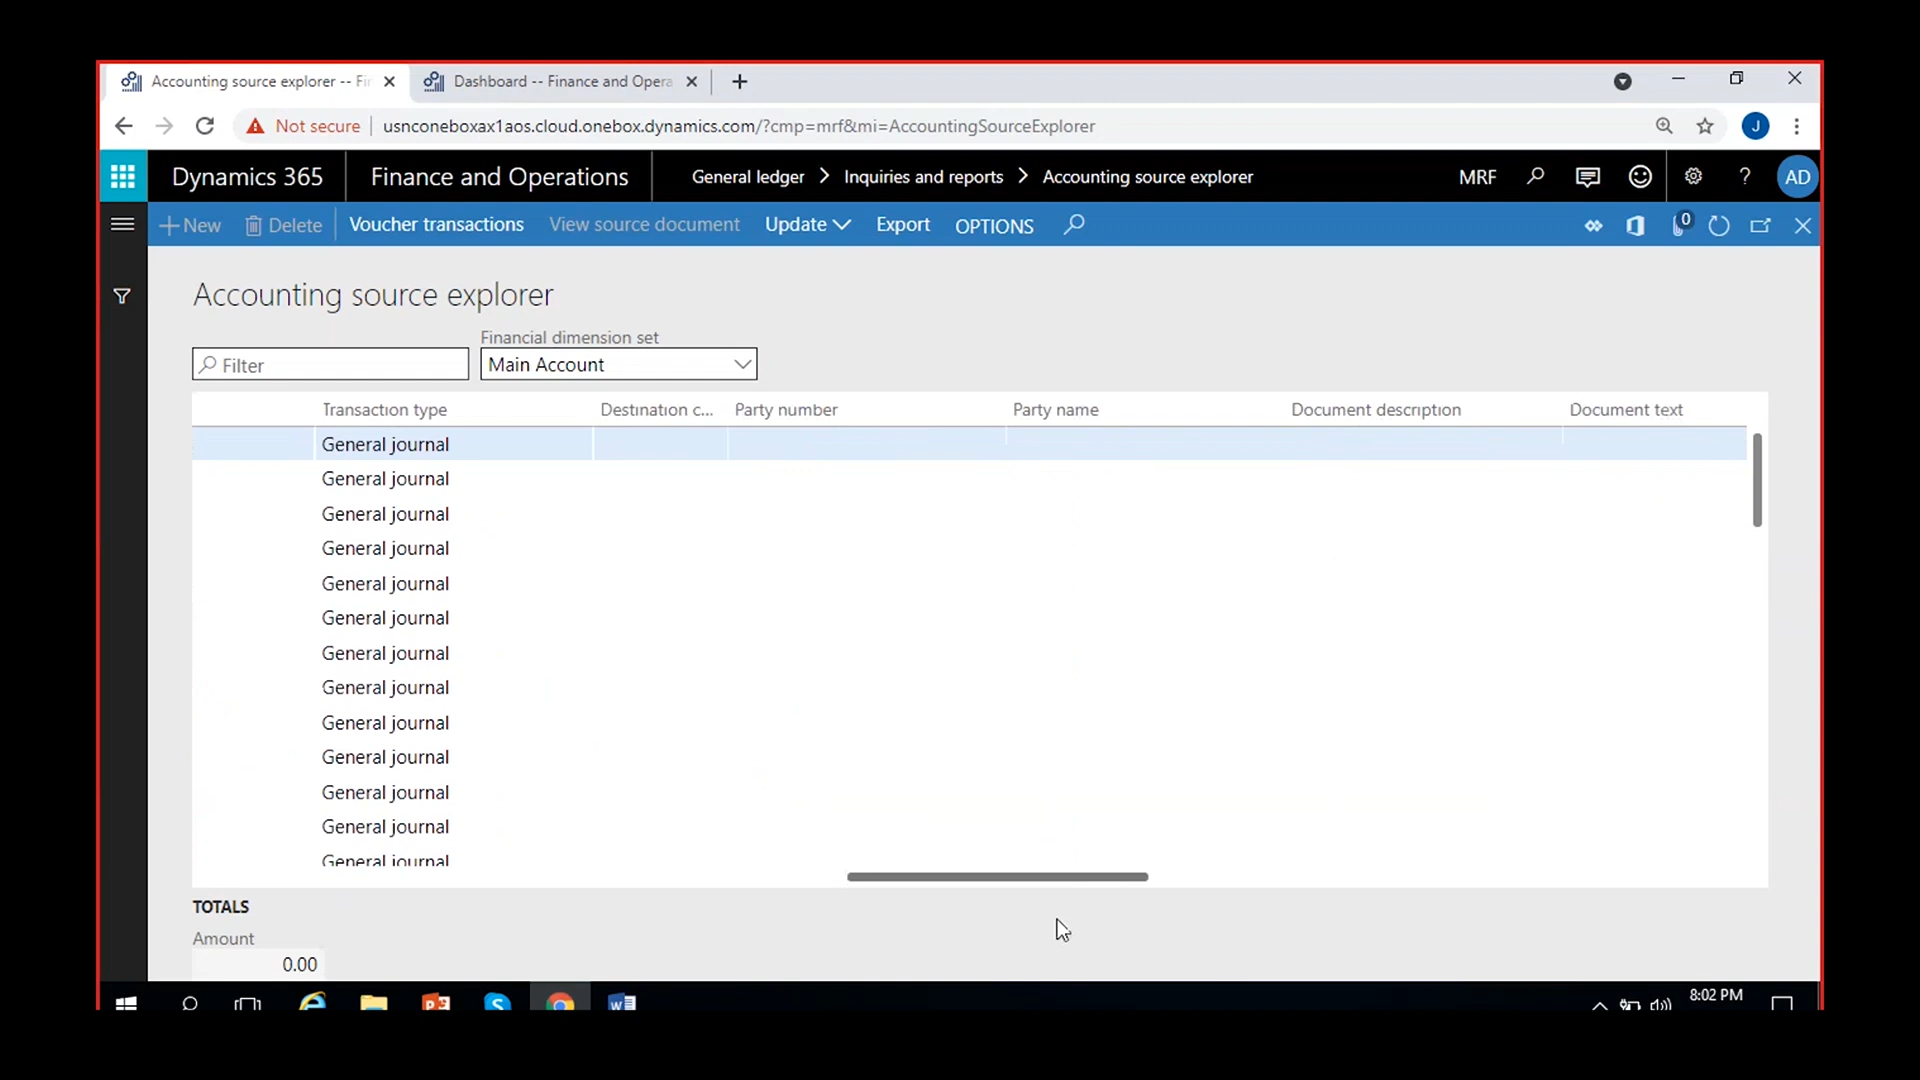 Accounting source explorer -- Fi
Dashboard -- Finance and Opera
Not secure
usnconeboxax1aos.cloud.onebox.dynamics.com/?cmp=mrf&mi=AccountingSourceExplorer
J
Dynamics 365
Finance and Operations
General ledger > Inquiries and reports > Accounting source explorer
MRF
?
AD
New
Delete
Voucher transactions
View source document
Update
Export
OPTIONS
0
Accounting source explorer
Financial dimension set
Filter
Main Account
Transaction type
Destination c...
Party number
Party name
Document description
Document text
General journal
General journal
General journal
General journal
General journal
General journal
General journal
General journal
General journal
General journal
General journal
General journal
General journal
TOTALS
Amount
0.00
8:02 PM